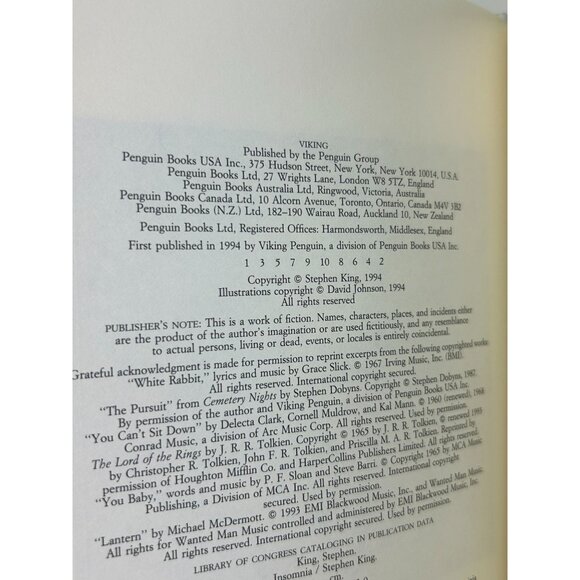 VIKING
Published by the Penguin Group
Penguin Books USA Inc., 375 Hudson Street, New York, New York 10014, U.S.A.
Penguin Books Ltd, 27 Wrights Lane, London W8 5TZ, England
Penguin Books Australia Ltd, Ringwood, Victoria, Australia
Penguin Books Canada Ltd, 10 Alcorn Avenue, Toronto, Ontario, Canada M4V 3B2
Penguin Books (N.Z.) Ltd, 182–190 Wairau Road, Auckland 10, New Zealand
Penguin Books Ltd, Registered Offices: Harmondsworth, Middlesex, England
First published in 1994 by Viking Penguin, a division of Penguin Books USA Inc.
1 3 5 7 9 10 8 6 4 2
Copyright © Stephen King, 1994
Illustrations copyright © David Johnson, 1994
All rights reserved
PUBLISHER'S NOTE: This is a work of fiction. Names, characters, places, and incidents either
are the product of the author's imagination or are used fictitiously, and any resemblance
to actual persons, living or dead, events, or locales is entirely coincidental.
Grateful acknowledgment is made for permission to reprint excerpts from the following copyrighted works:
"White Rabbit," lyrics and music by Grace Slick. © 1967 Irving Music, Inc. (BMI).
All rights reserved. International copyright secured.
"The Pursuit" from Cemetery Nights by Stephen Dobyns. Copyright © Stephen Dobyns, 1987.
By permission of the author and Viking Penguin, a division of Penguin Books USA Inc.
"You Can't Sit Down" by Delecta Clark, Cornell Muldrow, and Kal Mann. © 1960 (renewed), 1968
Conrad Music, a division of Arc Music Corp. All rights reserved. Used by permission.
The Lord of the Rings by J. R. R. Tolkien. Copyright © 1965 by J. R. R. Tolkien, © renewed 1993
by Christopher R. Tolkien, John F. R. Tolkien, and Priscilla M. A. R. Tolkien. Reprinted by
permission of Houghton Mifflin Co. and HarperCollins Publishers Limited. All rights reserved.
"You Baby," words and music by P. F. Sloan and Steve Barri. © Copyright 1965 by MCA Music
Publishing, a Division of MCA Inc. All rights reserved. International copyright
secured. Used by permission.
"Lantern" by Michael McDermott. © 1993 EMI Blackwood Music, Inc., and Wanted Man Music.
All rights for Wanted Man Music controlled and administered by EMI Blackwood Music, Inc.
All rights reserved. International copyright secured. Used by permission.
LIBRARY OF CONGRESS CATALOGING IN PUBLICATION DATA
King, Stephen.
Insomnia / Stephen King.
cm.